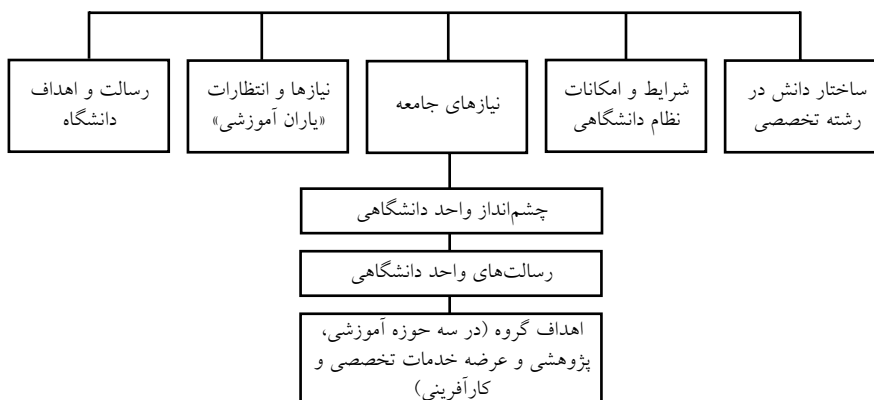 ساختار دانش در
رشته تخصصی
شرایط و امکانات
نظام دانشگاهی
نیازهای جامعه
نیازها و انتظارات
«یاران آموزشی»
رسالت و اهداف
دانشگاه
چشم‌انداز واحد دانشگاهی
رسالت‌های واحد دانشگاهی
اهداف گروه (در سه حوزه آموزشی،
پژوهشی و عرضه خدمات تخصصی و
کارآفرینی)